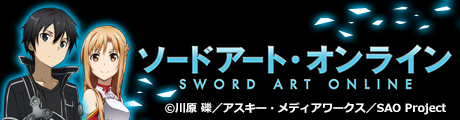 ソードアート・オンライン
SWORD ART ONLINE
©川原 礫／アスキー・メディアワークス／SAO Project